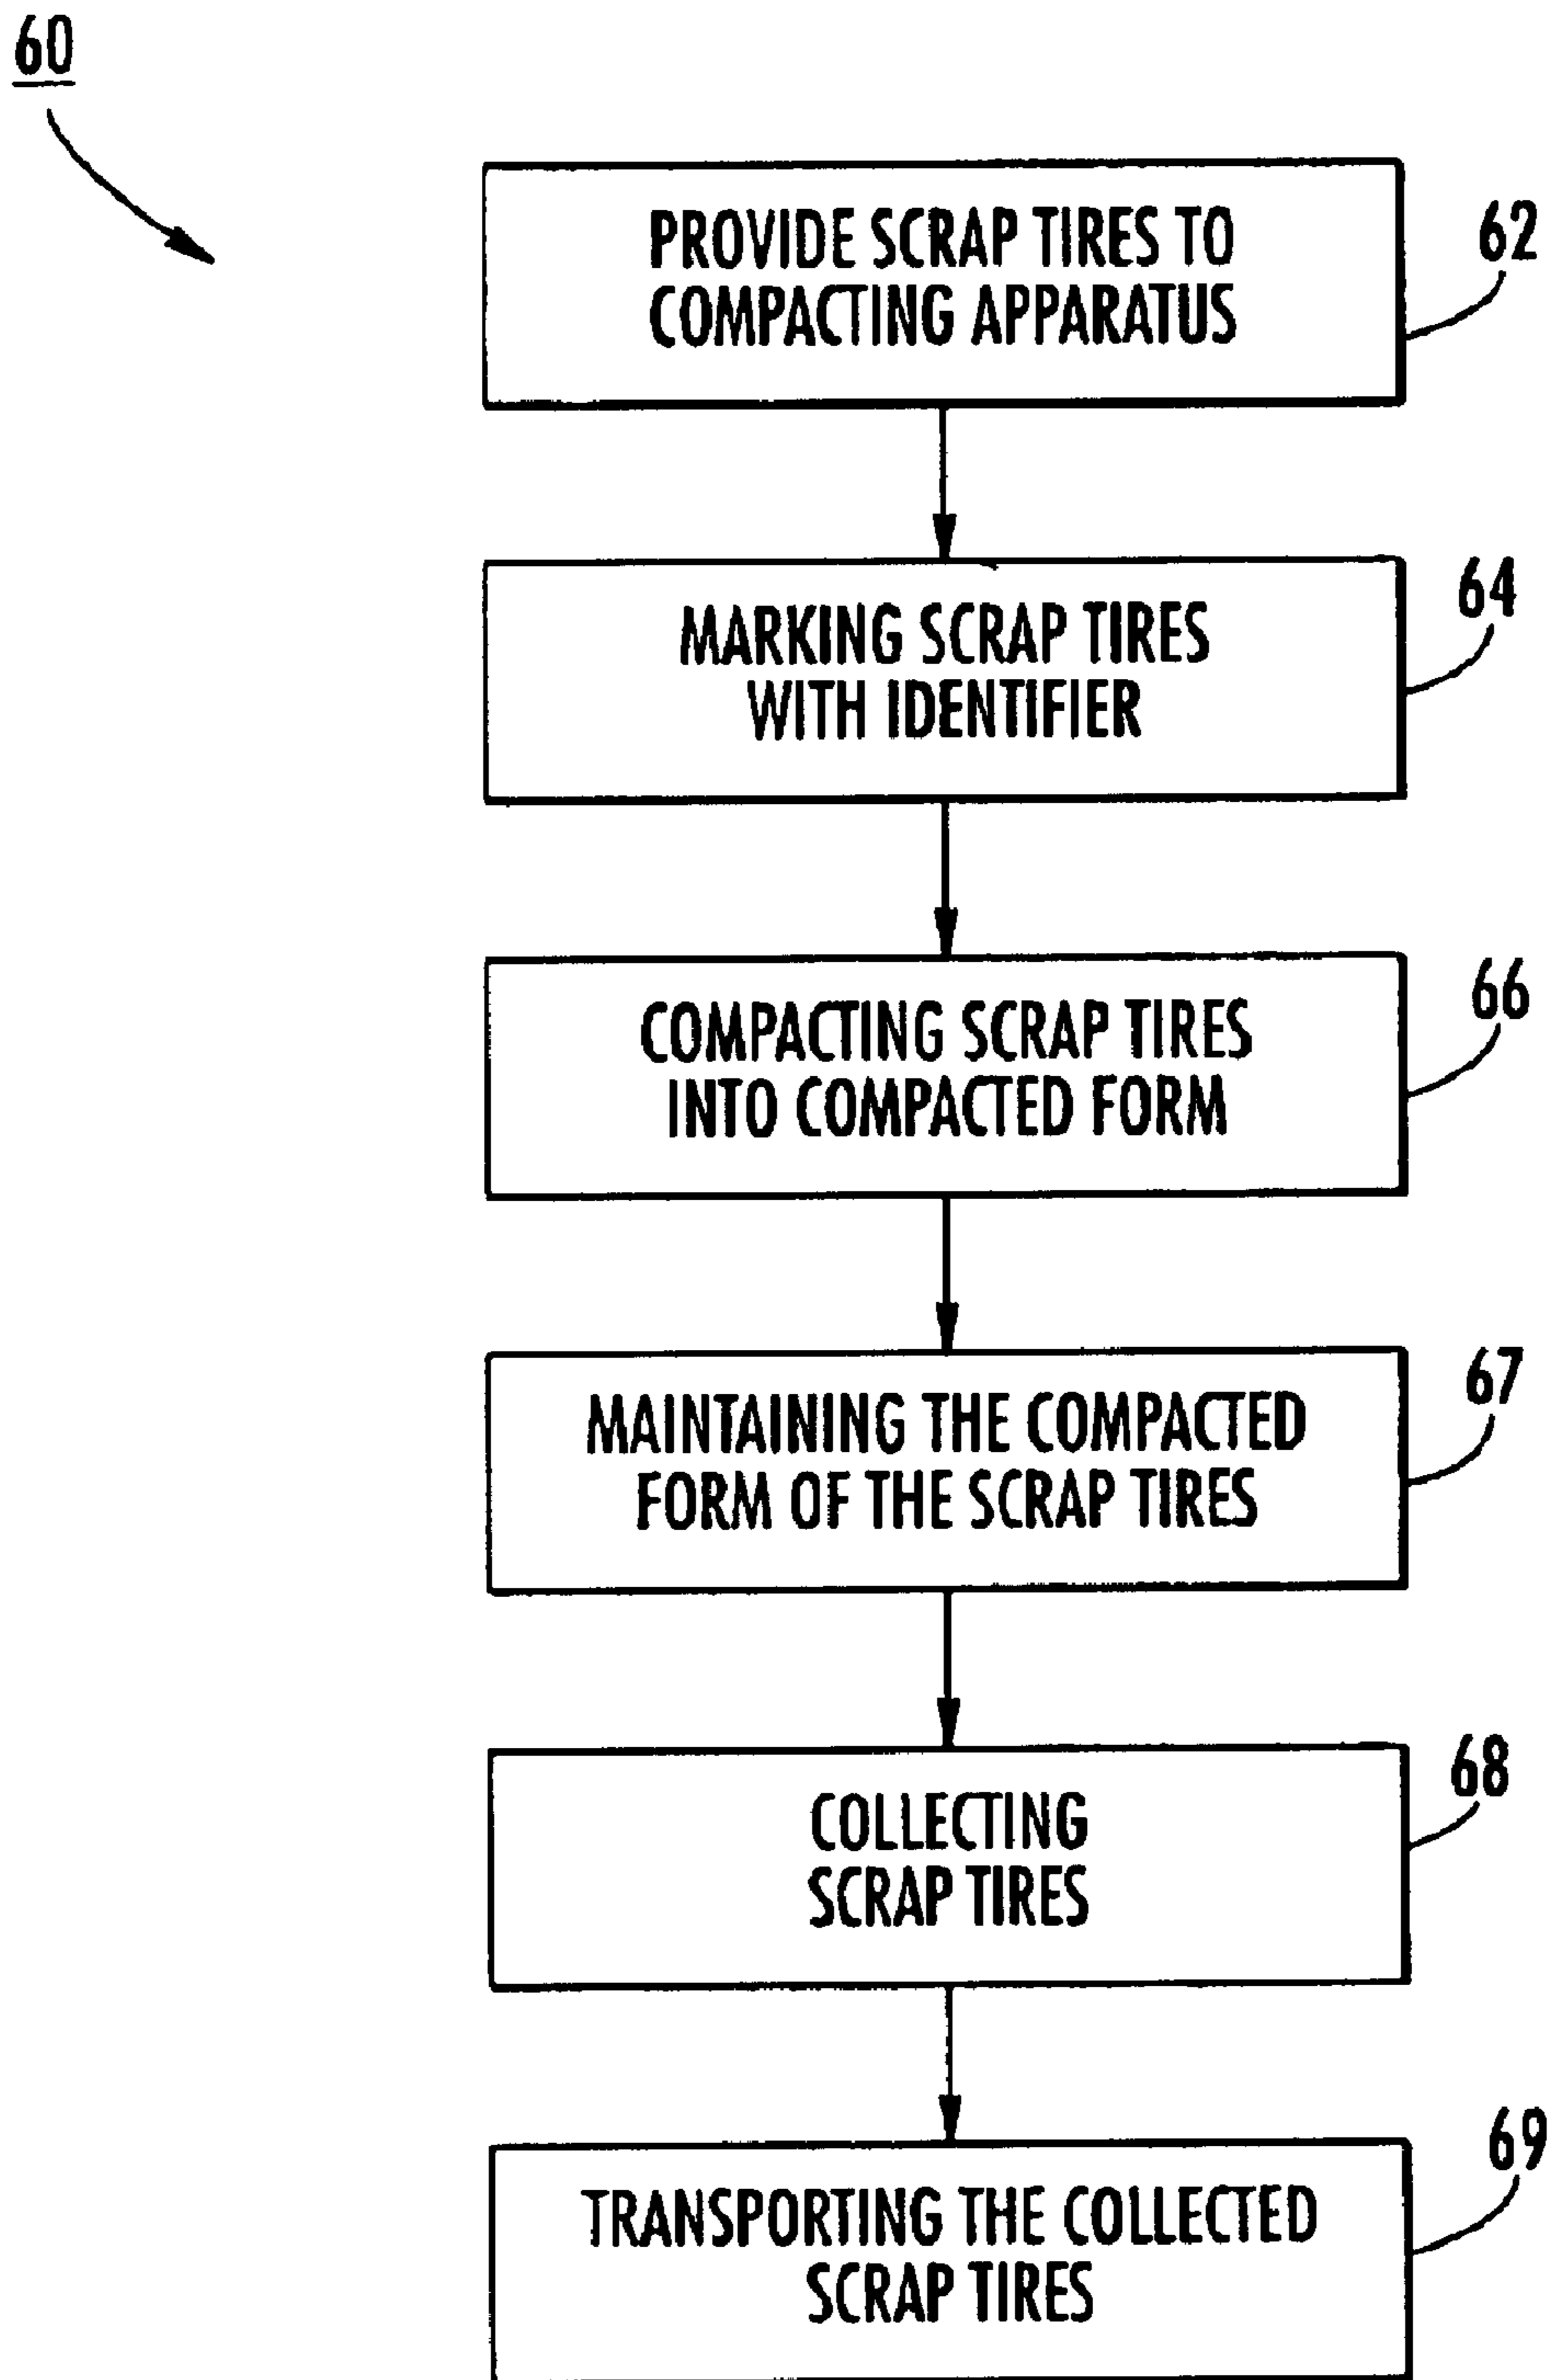 60
PROVIDE SCRAP TIRES TO
COMPACTING APPARATUS
62
MARKING SCRAP TIRES
WITH IDENTIFIER
64
COMPACTING SCRAP TIRES
INTO COMPACTED FORM
66
MAINTAINING THE COMPACTED
FORM OF THE SCRAP TIRES
67
COLLECTING
SCRAP TIRES
68
TRANSPORTING THE COLLECTED
SCRAP TIRES
69